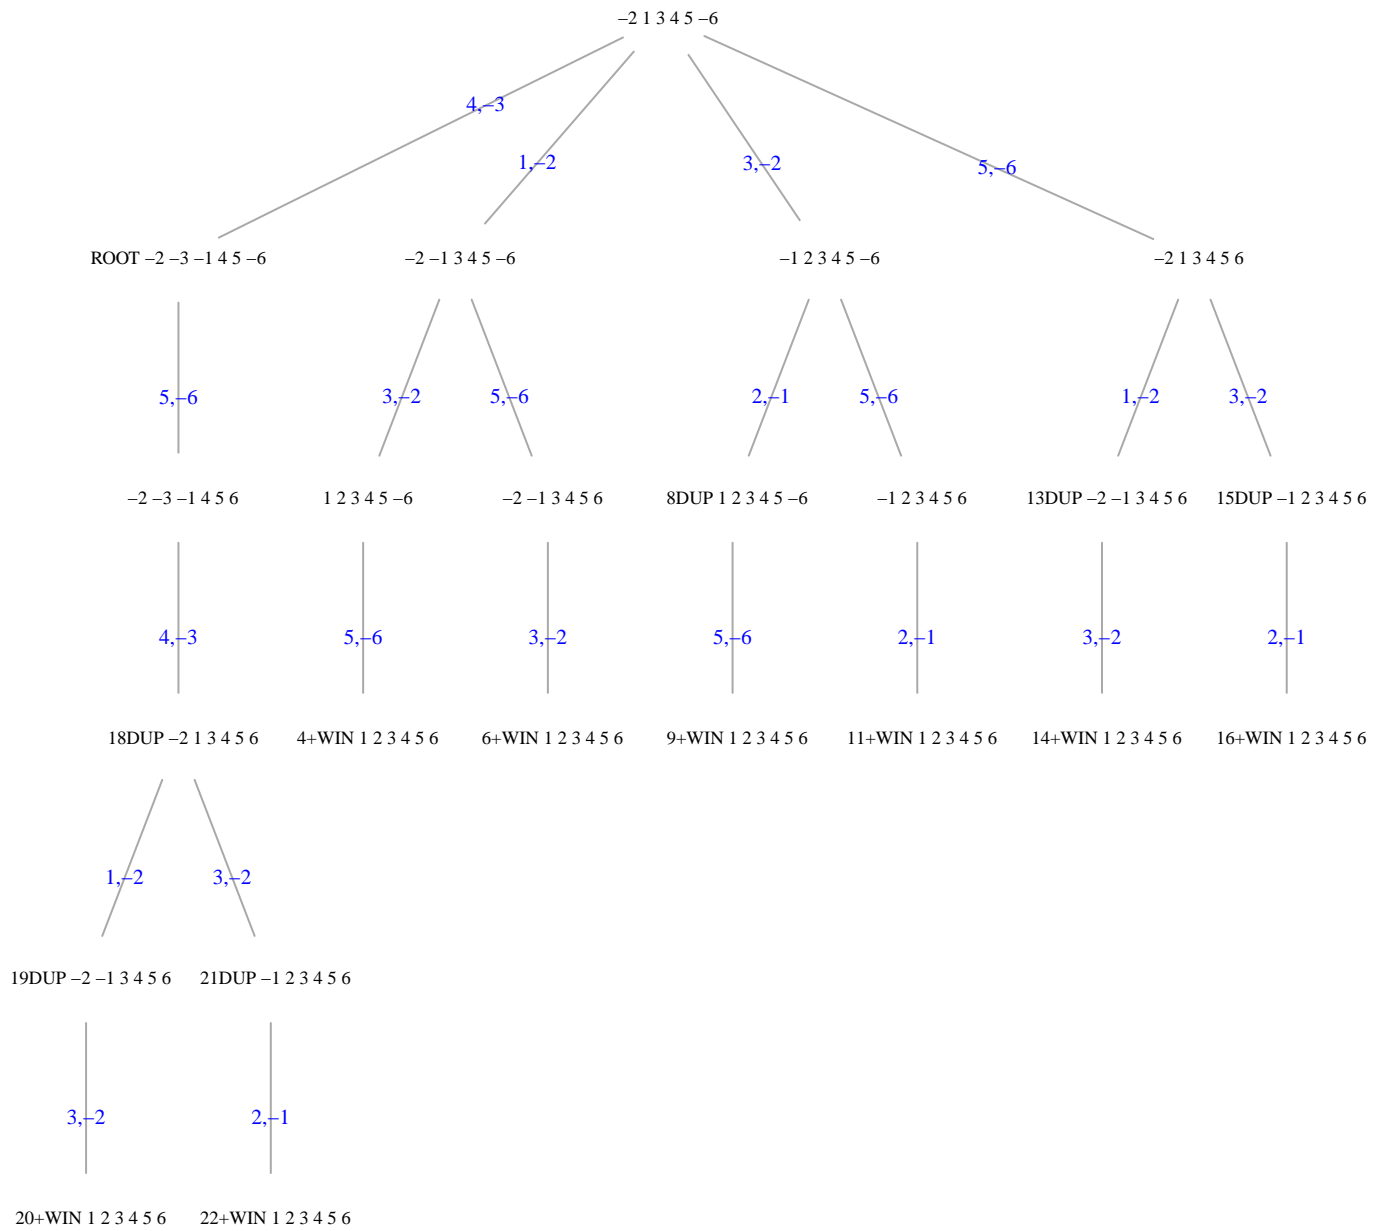 –2 1 3 4 5 –6
4,–3
1,–2
3,–2
5,–6
ROOT –2 –3 –1 4 5 –6
–2 –1 3 4 5 –6
–1 2 3 4 5 –6
–2 1 3 4 5 6
5,–6
3,–2
5,–6
2,–1
5,–6
1,–2
3,–2
–2 –3 –1 4 5 6
1 2 3 4 5 –6
–2 –1 3 4 5 6
8DUP 1 2 3 4 5 –6
–1 2 3 4 5 6
13DUP –2 –1 3 4 5 6
15DUP –1 2 3 4 5 6
4,–3
5,–6
3,–2
5,–6
2,–1
3,–2
2,–1
18DUP –2 1 3 4 5 6
4+WIN 1 2 3 4 5 6
6+WIN 1 2 3 4 5 6
9+WIN 1 2 3 4 5 6
11+WIN 1 2 3 4 5 6
14+WIN 1 2 3 4 5 6
16+WIN 1 2 3 4 5 6
1,–2
3,–2
19DUP –2 –1 3 4 5 6
21DUP –1 2 3 4 5 6
3,–2
2,–1
20+WIN 1 2 3 4 5 6
22+WIN 1 2 3 4 5 6